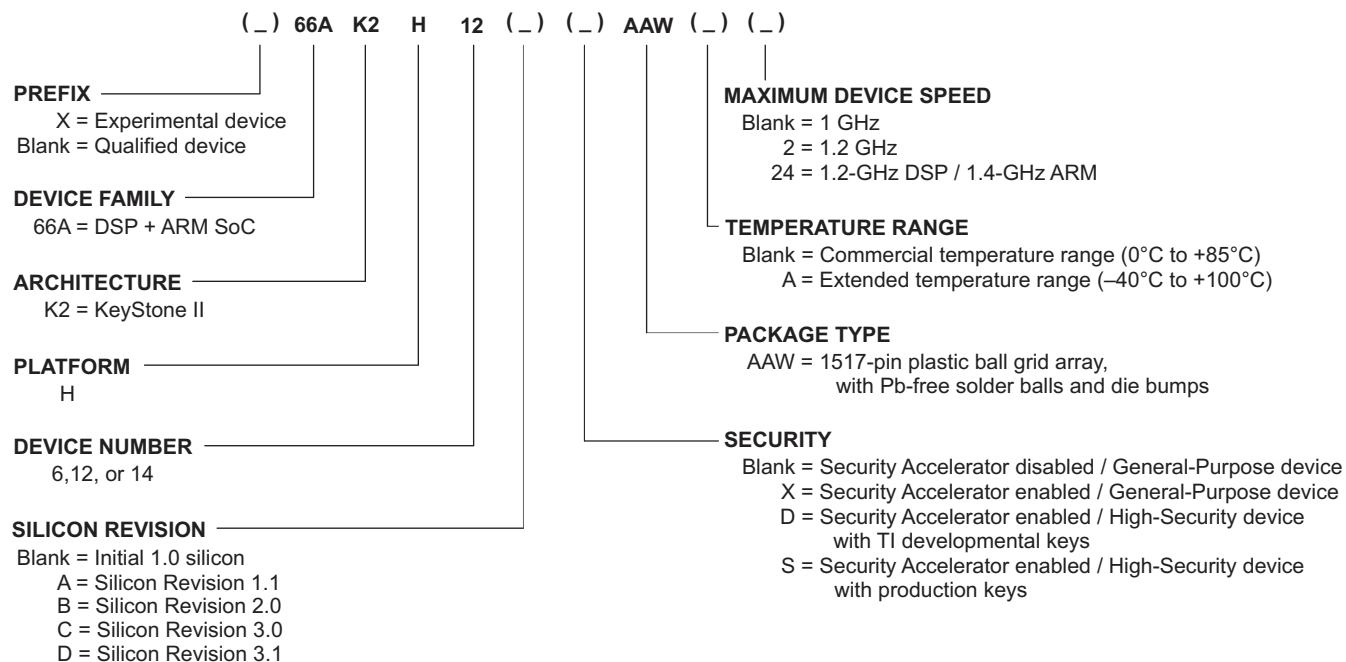 ( _ ) 66A K2 H 12 ( _ ) ( _ ) AAW ( _ ) ( _ )
PREFIX
X = Experimental device
Blank = Qualified device
DEVICE FAMILY
66A = DSP + ARM SoC
ARCHITECTURE
K2 = KeyStone II
PLATFORM
H
DEVICE NUMBER
6,12, or 14
SILICON REVISION
Blank = Initial 1.0 silicon
A = Silicon Revision 1.1
B = Silicon Revision 2.0
C = Silicon Revision 3.0
D = Silicon Revision 3.1
MAXIMUM DEVICE SPEED
Blank = 1 GHz
2 = 1.2 GHz
24 = 1.2-GHz DSP / 1.4-GHz ARM
TEMPERATURE RANGE
Blank = Commercial temperature range (0°C to +85°C)
A = Extended temperature range (–40°C to +100°C)
PACKAGE TYPE
AAW = 1517-pin plastic ball grid array,
with Pb-free solder balls and die bumps
SECURITY
Blank = Security Accelerator disabled / General-Purpose device
X = Security Accelerator enabled / General-Purpose device
D = Security Accelerator enabled / High-Security device
with TI developmental keys
S = Security Accelerator enabled / High-Security device
with production keys